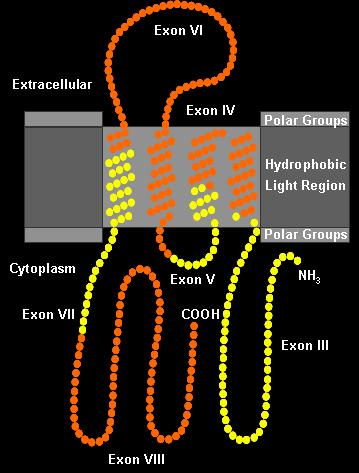 Exon VI
Extracellular
Exon IV
Polar Groups
Hydrophobic
Light Region
Polar Groups
Cytoplasm
Exon V
NH3
Exon VII
COOH
Exon III
Exon VIII